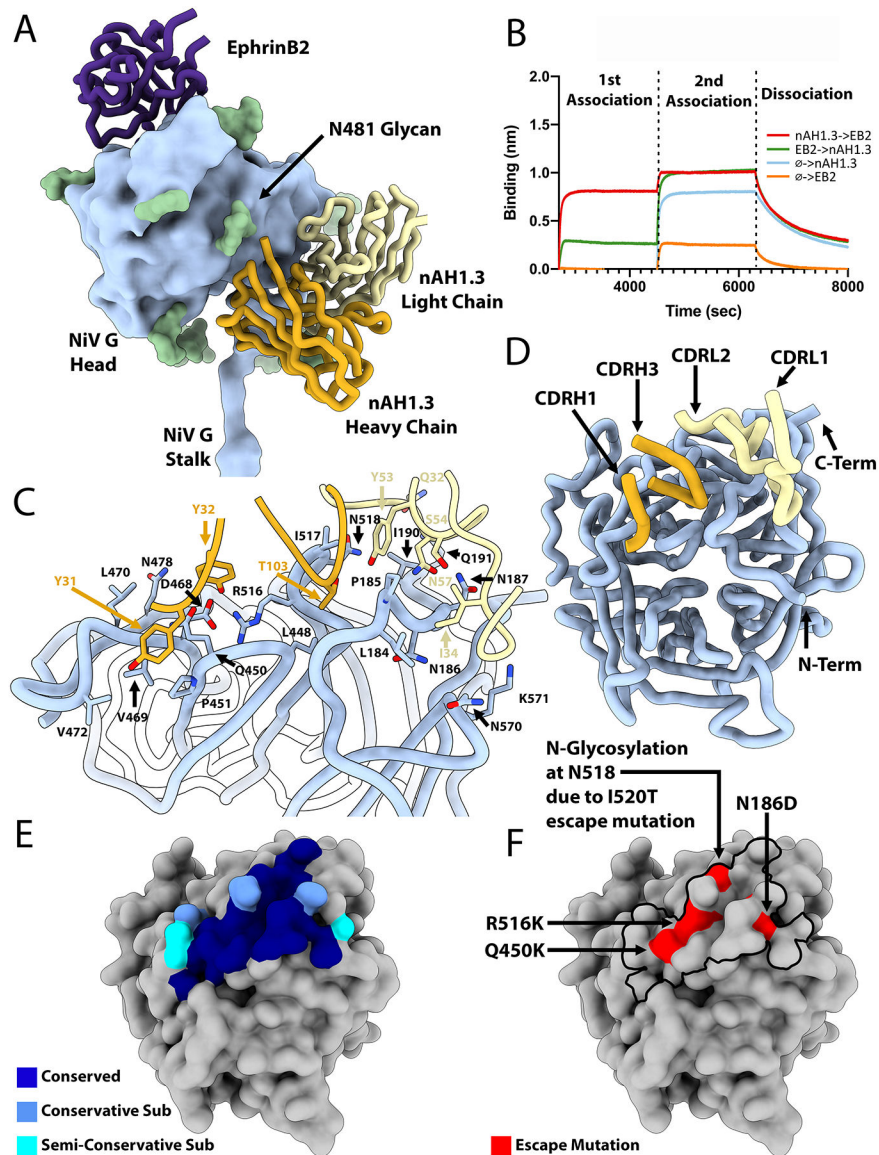 A
EphrinB2
N481 Glycan
nAH1.3
Light Chain
NiV G
Head
nAH1.3
Heavy Chain
NiV G
Stalk
B
2.0
1.5
1.0
0.5
0.0
Binding (nm)
1st
Association
2nd
Association
Dissociation
nAH1.3->EB2
EB2->nAH1.3
∅->nAH1.3
∅->EB2
4000
6000
8000
Time (sec)
C
Y53
Q32
Y32
I517
N518
I190
S54
Q191
N478
T103
L470
D468
R516
P185
N57
N187
Y31
L448
L184
I34
Q450
N186
P451
K571
V469
V472
N570
D
CDRL2
CDRL1
CDRH3
CDRH1
C-Term
N-Term
E
Conserved
Conservative Sub
Semi-Conservative Sub
N-Glycosylation
at N518
due to I520T
escape mutation
N186D
F
R516K
Q450K
Escape Mutation